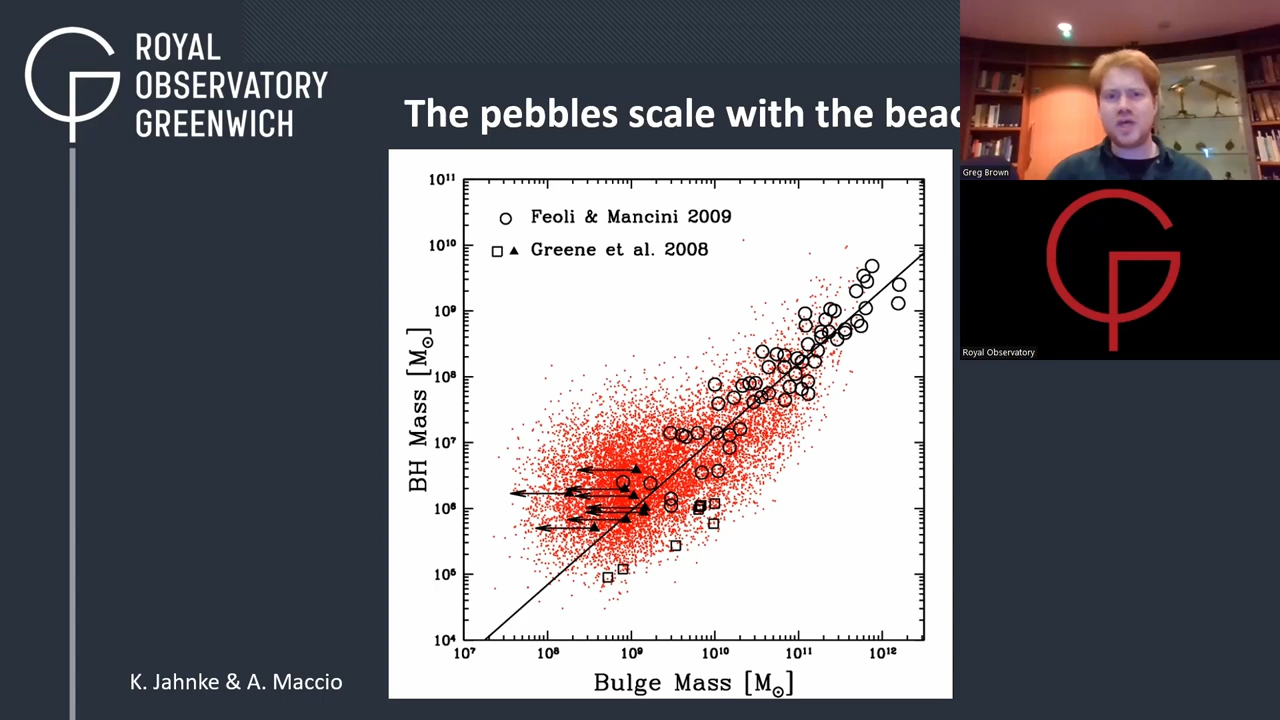 ROYAL
OBSERVATORY
GREENWICH
The pebbles scale with the beac
Greg Brown
Royal Observatory
Feoli & Mancini 2009
Greene et al. 2008
BH Mass [M⊙]
10¹¹
10¹⁰
10⁹
10⁸
10⁷
10⁶
10⁵
10⁴
10⁷
10⁸
10⁹
10¹⁰
10¹¹
10¹²
Bulge Mass [M⊙]
K. Jahnke & A. Maccio